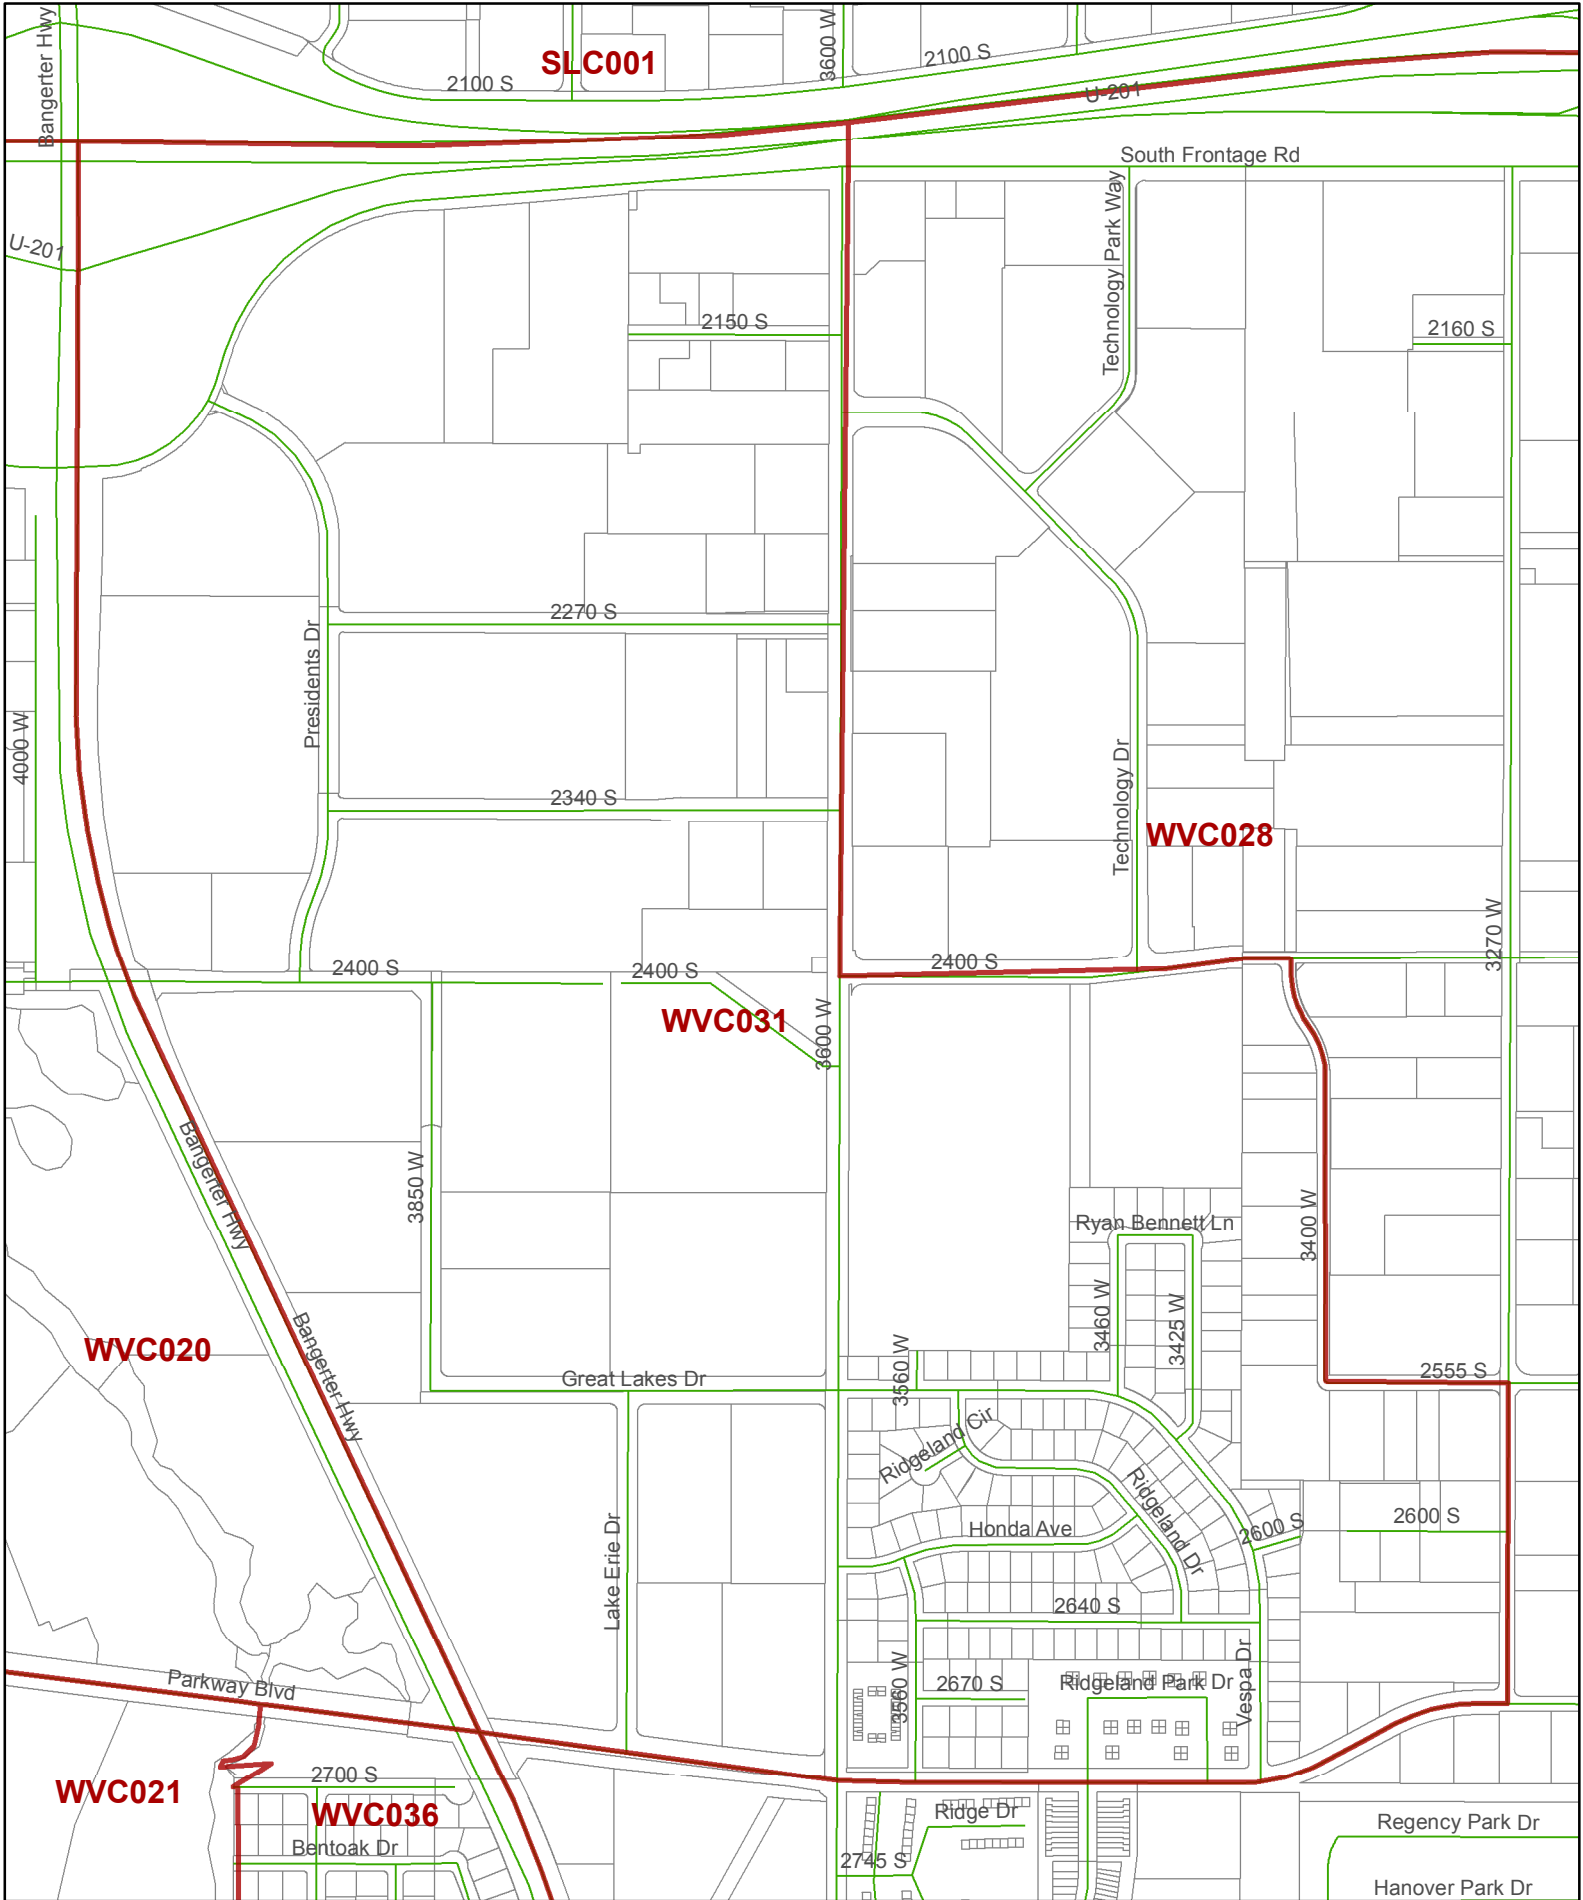 Bangerter Hwy
SLC001
3600 W
2100 S
2100 S
U-201
South Frontage Rd
U-201
Technology Park Way
2150 S
2160 S
2270 S
Presidents Dr
4000 W
2340 S
Technology Dr
WVC028
3270 W
2400 S
2400 S
2400 S
WVC031
3600 W
Bangerter Hwy
3850 W
Ryan Bennett Ln
3400 W
3460 W
3425 W
WVC020
Bangerter Hwy
3560 W
Great Lakes Dr
2555 S
Ridgeland Cir
Ridgeland Dr
Lake Erie Dr
Honda Ave
2600 S
2600 S
2640 S
Parkway Blvd
3560 W
2670 S
Ridgeland Park Dr
Vespa Dr
WVC021
2700 S
WVC036
Ridge Dr
Regency Park Dr
Bentoak Dr
2745 S
Hanover Park Dr